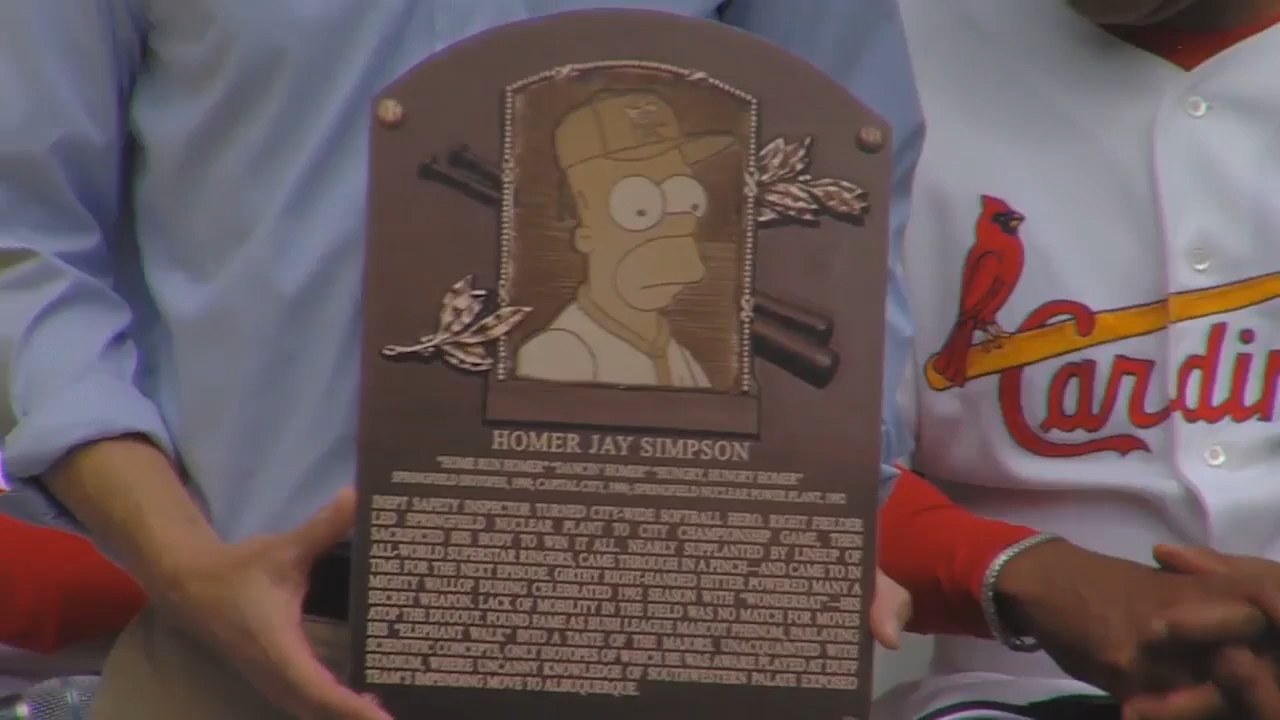 HOMER JAY SIMPSON
"HOME RUN HOMER" "DANCIN' HOMER" "HUNGRY, HUNGRY HOMER"
SPRINGFIELD ISOTOPES, 1990; CAPITAL CITY, 1990; SPRINGFIELD NUCLEAR POWER PLANT, 1992
INEPT SAFETY INSPECTOR TURNED CITY-WIDE SOFTBALL HERO. RIGHT FIELDER
LED SPRINGFIELD NUCLEAR PLANT TO CITY CHAMPIONSHIP GAME, THEN
SACRIFICED HIS BODY TO WIN IT ALL. NEARLY SUPPLANTED BY LINEUP OF
ALL-WORLD SUPERSTAR RINGERS, CAME THROUGH IN A PINCH—AND CAME TO IN
TIME FOR THE NEXT EPISODE. GIRTHY RIGHT-HANDED HITTER POWERED MANY A
MIGHTY WALLOP DURING CELEBRATED 1992 SEASON WITH "WONDERBAT"—HIS
SECRET WEAPON. LACK OF MOBILITY IN THE FIELD WAS NO MATCH FOR MOVES
ATOP THE DUGOUT. FOUND FAME AS BUSH LEAGUE MASCOT PHENOM, PARLAYING
HIS "ELEPHANT WALK" INTO A TASTE OF THE MAJORS. UNACQUAINTED WITH
SCIENTIFIC CONCEPTS, ONLY ISOTOPES OF WHICH HE WAS AWARE PLAYED AT DUFF
STADIUM, WHERE UNCANNY KNOWLEDGE OF SOUTHWESTERN PALATE EXPOSED
TEAM'S IMPENDING MOVE TO ALBUQUERQUE.
Cardin